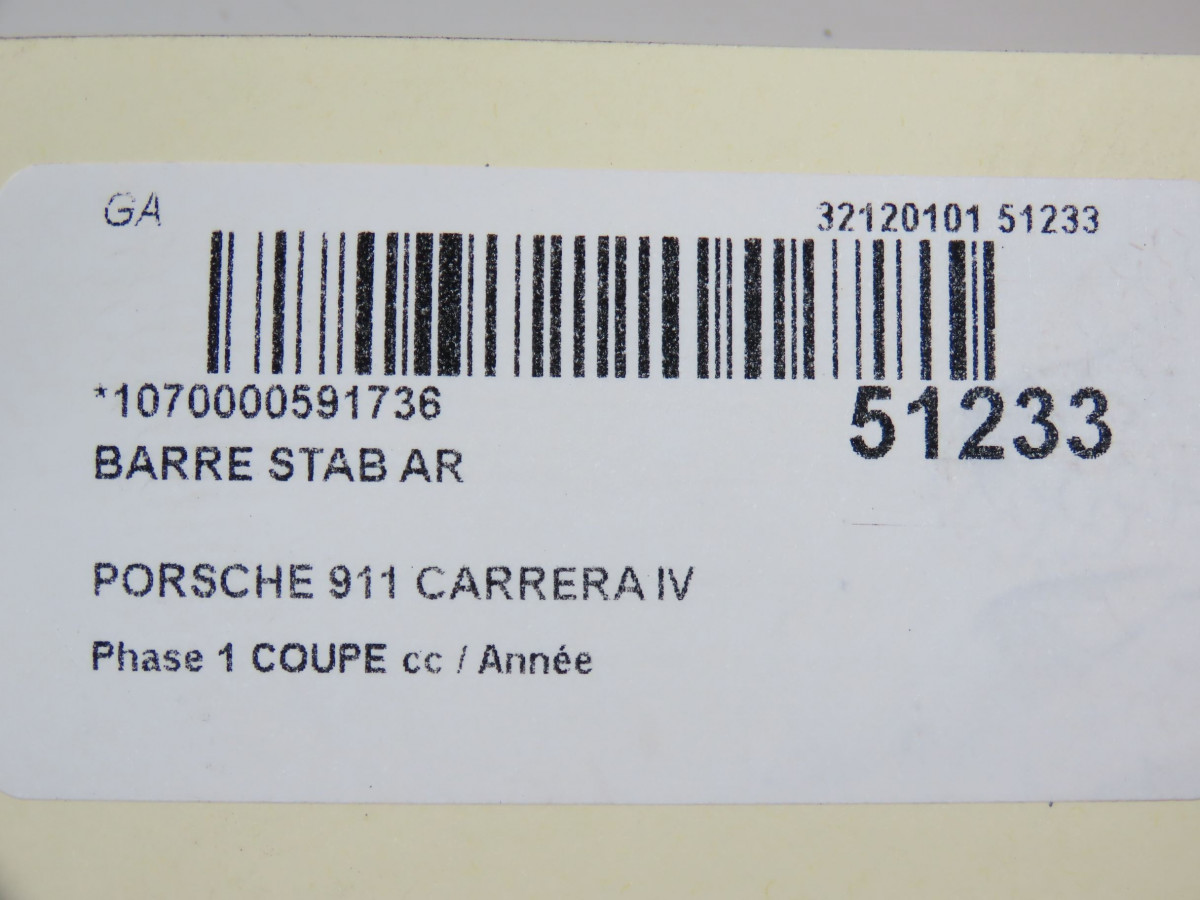 GA
32120101 51233
*1070000591736
51233
BARRE STAB AR
PORSCHE 911 CARRERA IV
Phase 1 COUPE cc / Année